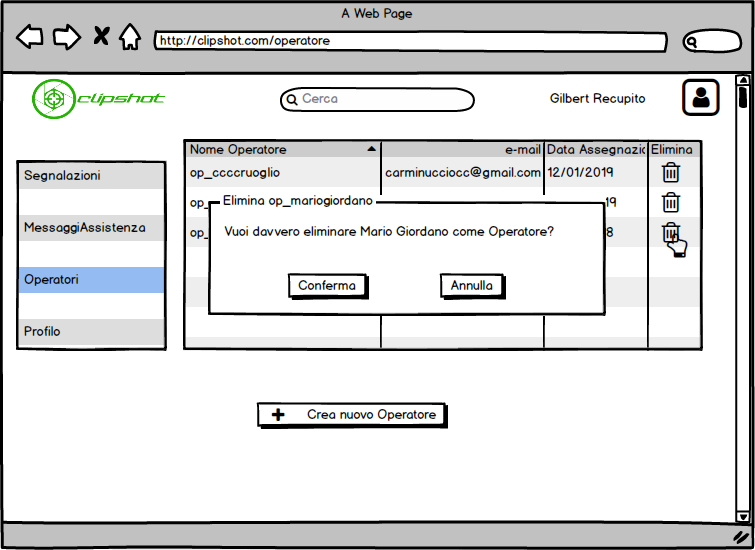 A Web Page
http://clipshot.com/operatore
clipshot
Cerca
Gilbert Recupito
Nome Operatore e-mail Data Assegnazic Elimina
op_ccccruoglio carminucciocc@gmail.com 12/01/2019
op_ 19
op_ 8
Segnalazioni
MessaggiAssistenza
Operatori
Profilo
Elimina op_mariogiordano
Vuoi davvero eliminare Mario Giordano come Operatore?
Conferma Annulla
Crea nuovo Operatore